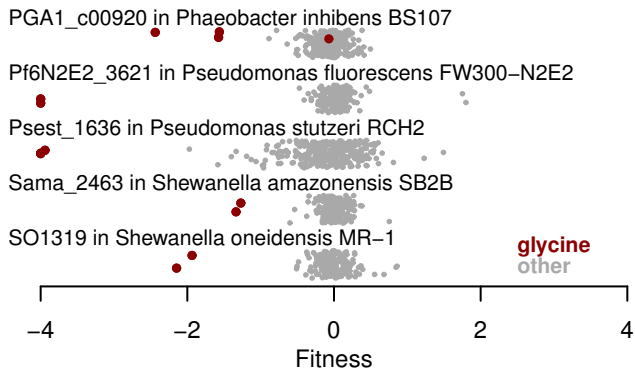 PGA1_c00920 in Phaeobacter inhibens BS107
Pf6N2E2_3621 in Pseudomonas fluorescens FW300−N2E2
Psest_1636 in Pseudomonas stutzeri RCH2
Sama_2463 in Shewanella amazonensis SB2B
SO1319 in Shewanella oneidensis MR−1
glycine
other
−4 −2 0 2 4
Fitness